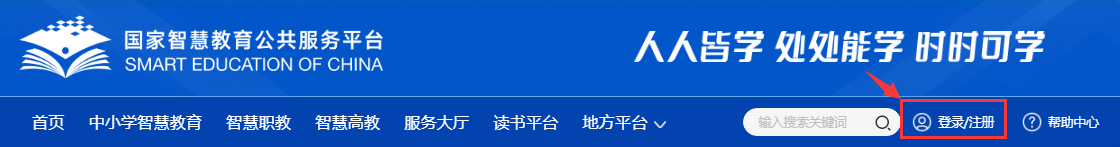 国家智慧教育公共服务平台
SMART EDUCATION OF CHINA
人人皆学 处处能学 时时可学
首页 中小学智慧教育 智慧职教 智慧高教 服务大厅 读书平台 地方平台 输入搜索关键词 登录/注册 帮助中心